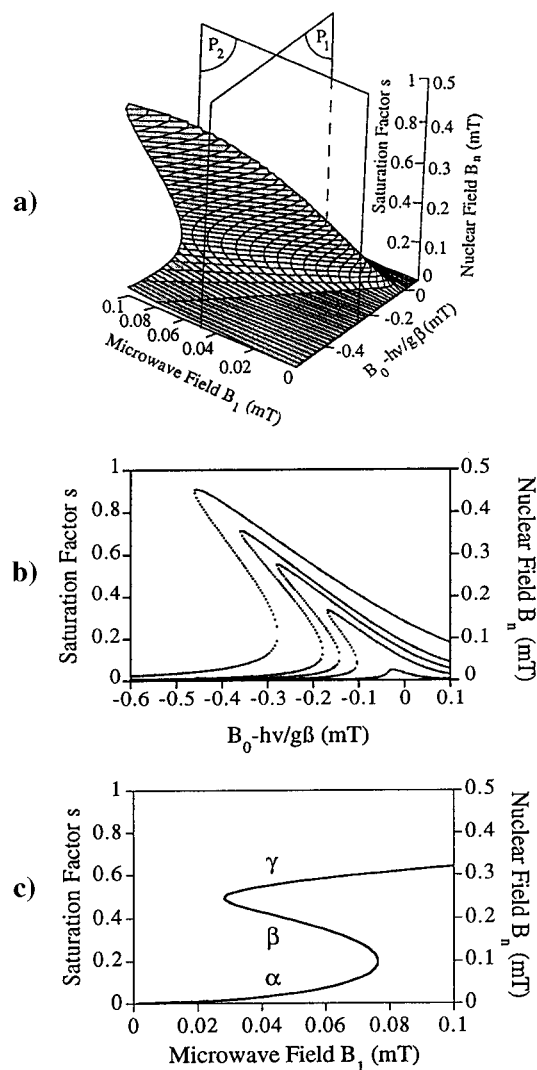 a)
P₂
P₁
Saturation Factor s
1
0.8
0.6
0.4
0.2
0
Nuclear Field Bₙ (mT)
0.5
0.4
0.3
0.2
0.1
0
0.1
0.08
0.06
0.04
0.02
0
Microwave Field B₁ (mT)
0
-0.2
-0.4
B₀-hν/gβ(mT)
b)
Saturation Factor s
1
0.8
0.6
0.4
0.2
0
Nuclear Field Bₙ (mT)
0.5
0.4
0.3
0.2
0.1
0
-0.6 -0.5 -0.4 -0.3 -0.2 -0.1 0 0.1
B₀-hν/gβ (mT)
c)
Saturation Factor s
1
0.8
0.6
0.4
0.2
0
Nuclear Field Bₙ (mT)
0.5
0.4
0.3
0.2
0.1
0
γ
β
α
0 0.02 0.04 0.06 0.08 0.1
Microwave Field B₁ (mT)